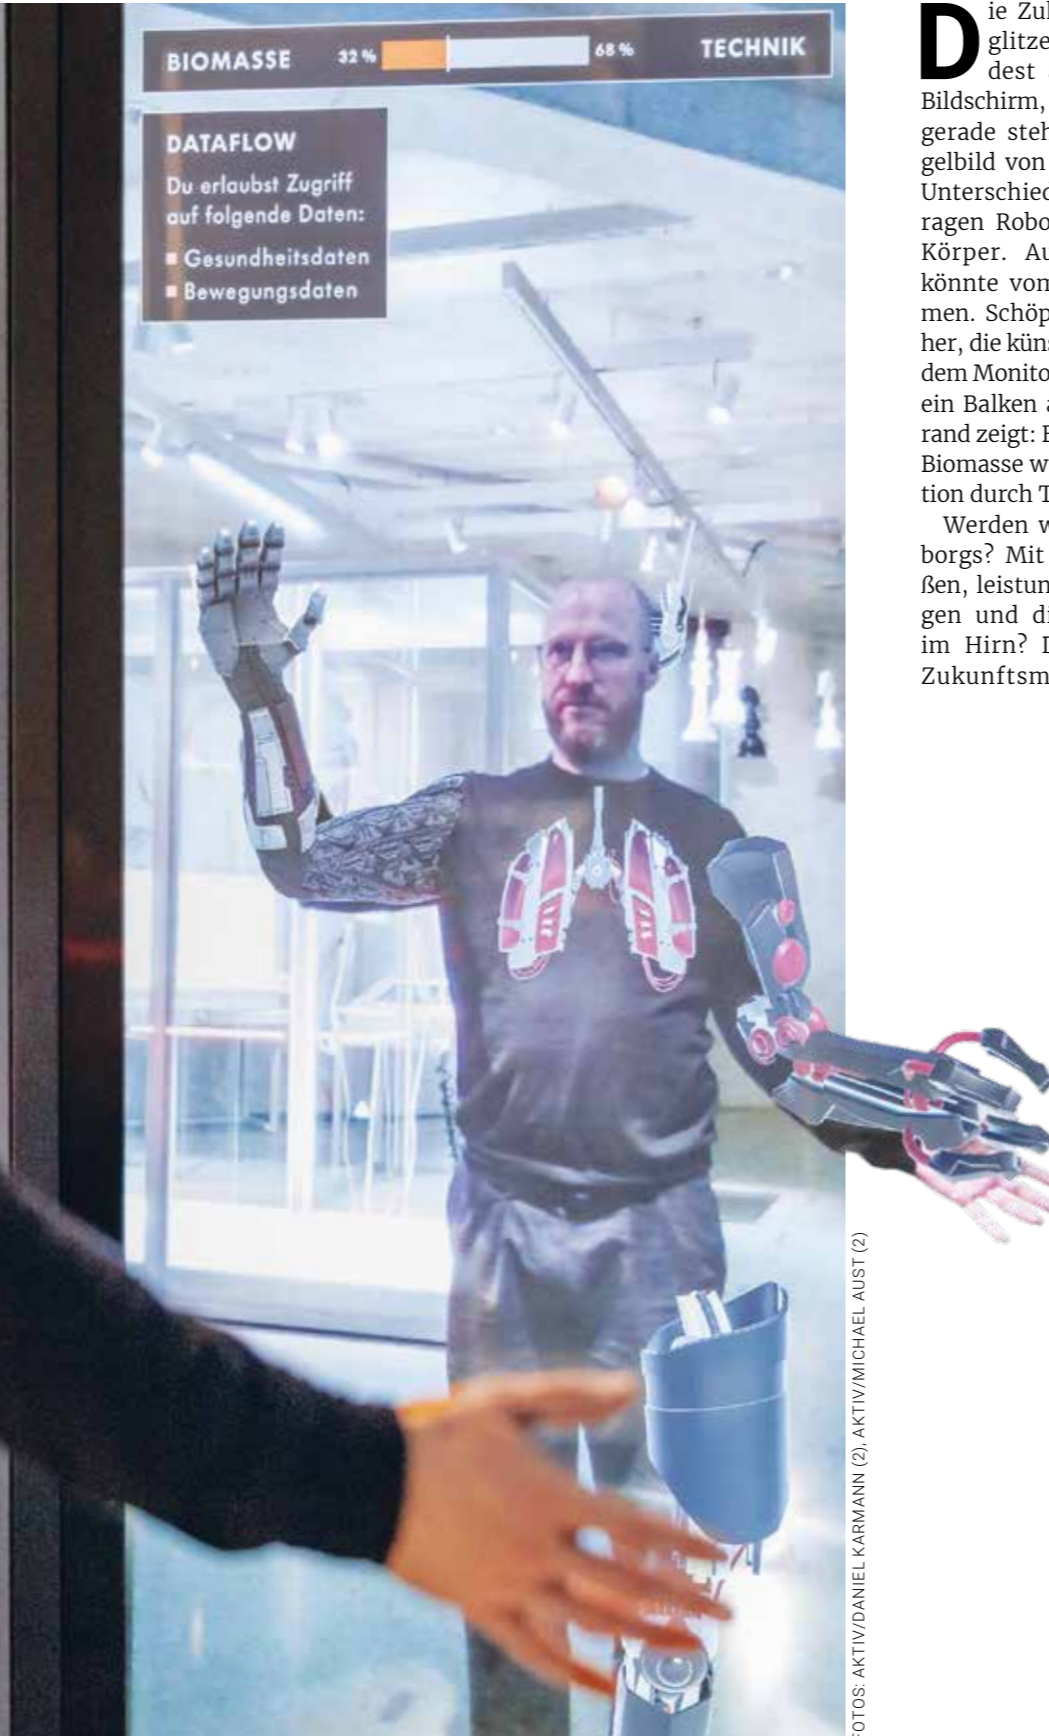 BIOMASSE 32 % 68 % TECHNIK
DATAFLOW
Du erlaubst Zugriff
auf folgende Daten:
Gesundheitsdaten
Bewegungsdaten
glitze
dest
Bildschirm,
gerade steh
gelbild von
Unterschied
ragen Robo
Körper. Au
könnte vom
men. Schöp
her, die küns
dem Monito
ein Balken a
rand zeigt: B
Biomasse w
tion durch T
Werden w
borgs? Mit
ßen, leistun
gen und di
im Hirn? D
Zukunftsm
FOTOS: AKTIV/DANIEL KARMANN (2), AKTIV/MICHAEL AUST (2)